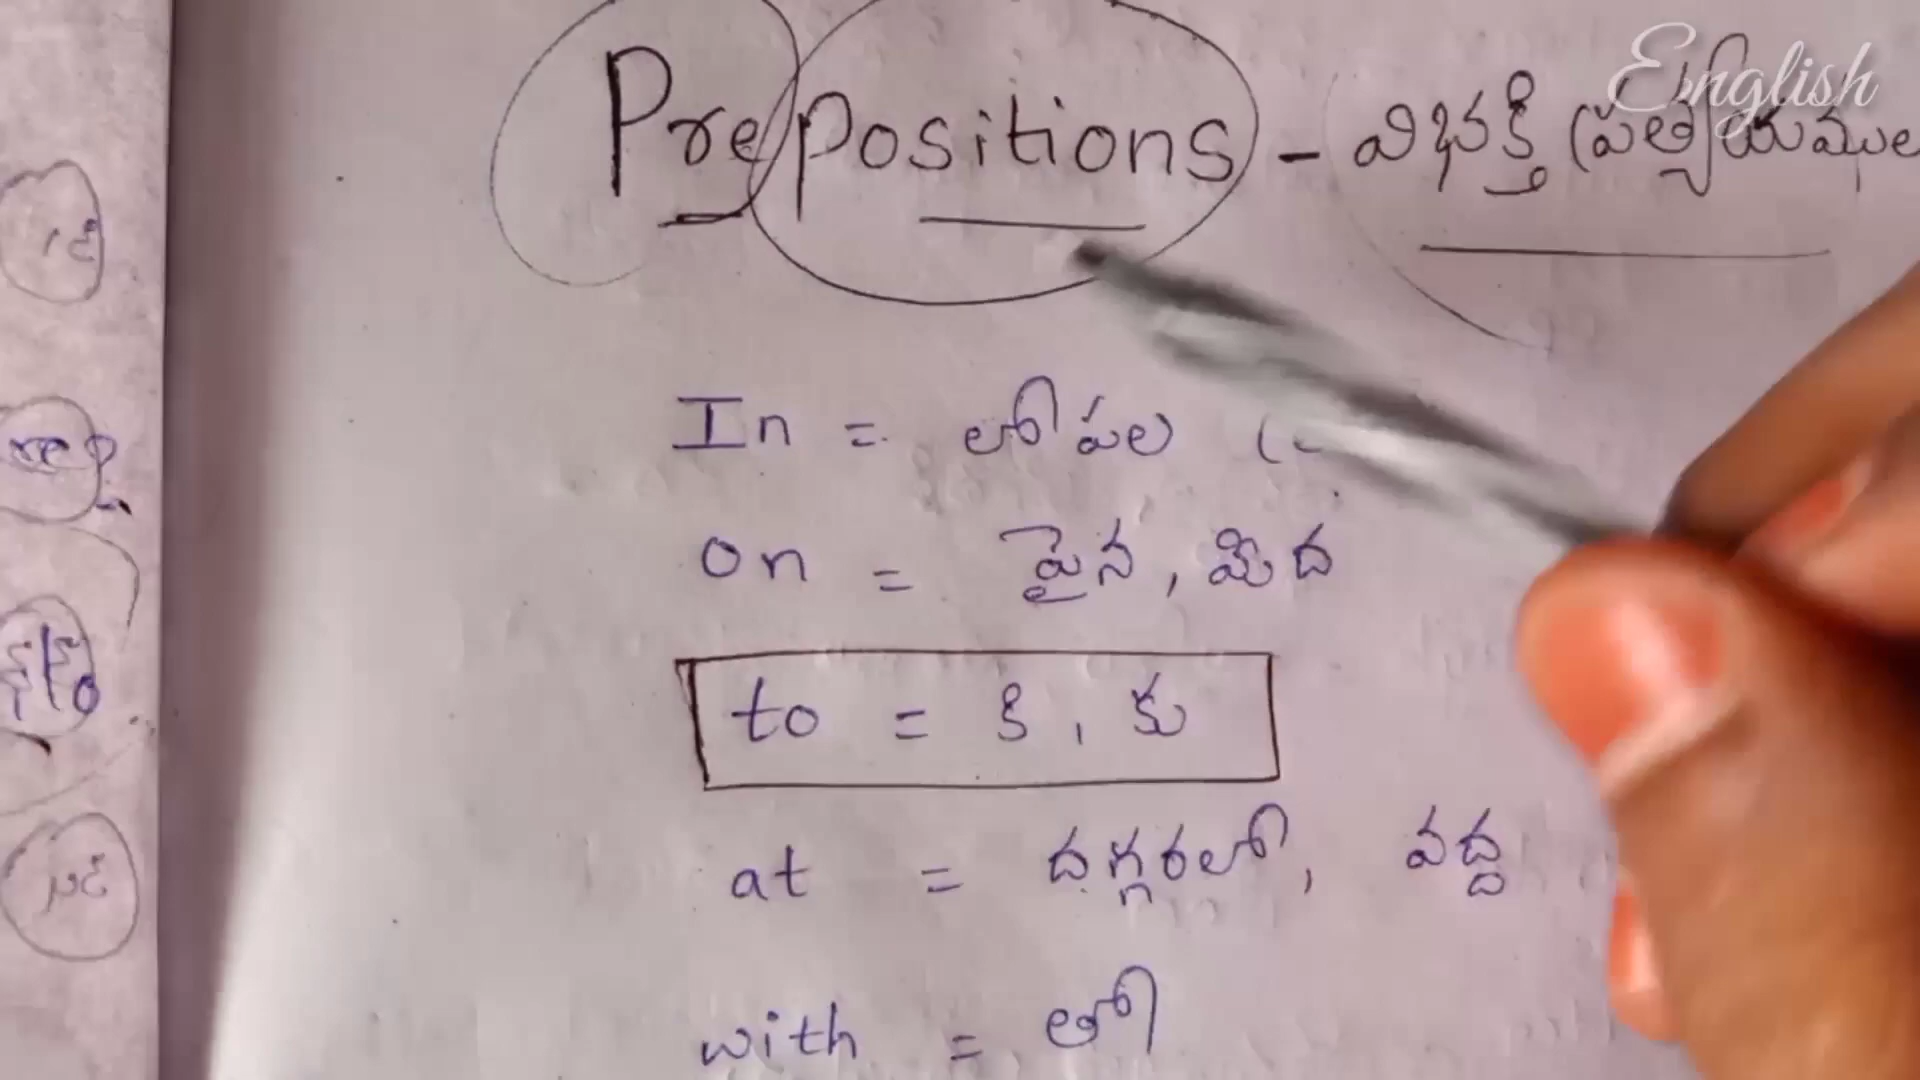 English
Prepositions - విభక్తి ప్రత్యయముల
In = లోపల (
on = పైన, మీద
to = కి, కు
at = దగ్గరలో, వద్ద
with = తో